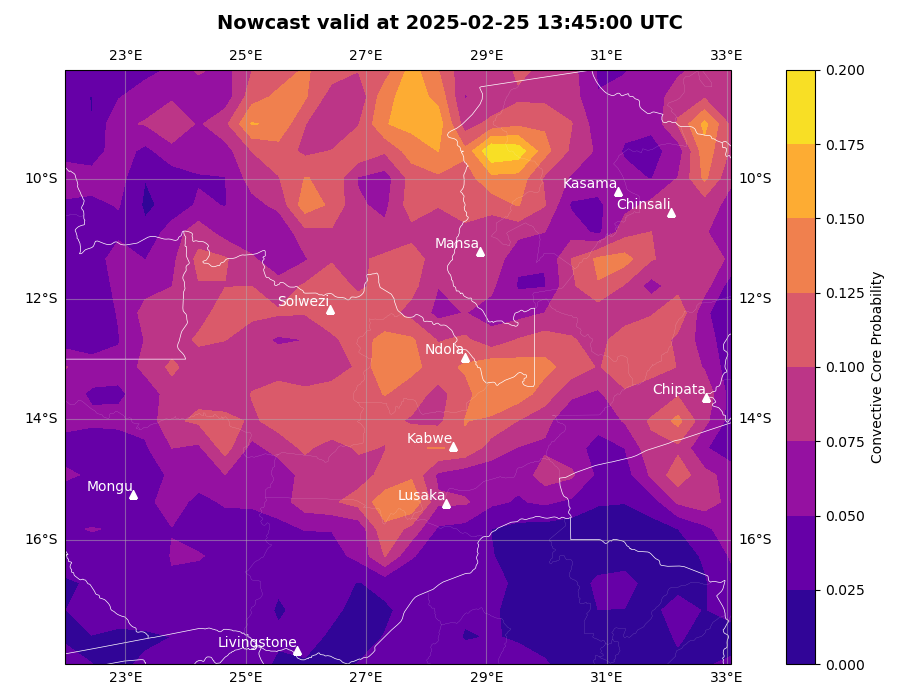 Nowcast valid at 2025-02-25 13:45:00 UTC
23°E 25°E 27°E 29°E 31°E 33°E
0.200
0.175
10°S Kasama 10°S
Chinsali
0.150
Mansa
12°S 12°S
Solwezi
0.125
Ndola
0.100
Chipata
14°S 14°S
Kabwe
0.075
Mongu
Lusaka
0.050
16°S 16°S
0.025
Livingstone
0.000
23°E 25°E 27°E 29°E 31°E 33°E
Convective Core Probability